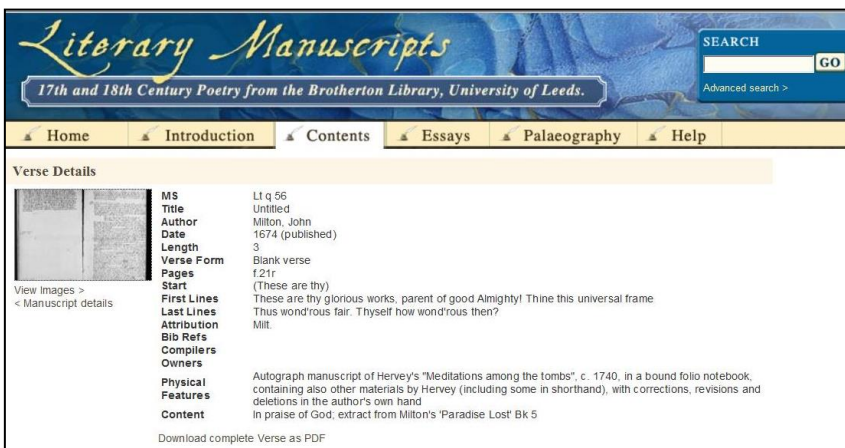 Literary Manuscripts
17th and 18th Century Poetry from the Brotherton Library, University of Leeds.
SEARCH
GO
Advanced search >
Home Introduction Contents Essays Palaeography Help
Verse Details
MS Lt q 56
Title Untitled
Author Milton, John
Date 1674 (published)
Length 3
Verse Form Blank verse
Pages f.21r
Start (These are thy)
First Lines These are thy glorious works, parent of good Almighty! Thine this universal frame
Last Lines Thus wond'rous fair. Thyself how wond'rous then?
Attribution Milt.
Bib Refs
Compilers
Owners
Physical Features Autograph manuscript of Hervey's "Meditations among the tombs", c. 1740, in a bound folio notebook,
containing also other materials by Hervey (including some in shorthand), with corrections, revisions and
deletions in the author's own hand
Content In praise of God; extract from Milton's 'Paradise Lost' Bk 5
View Images >
< Manuscript details
Download complete Verse as PDF